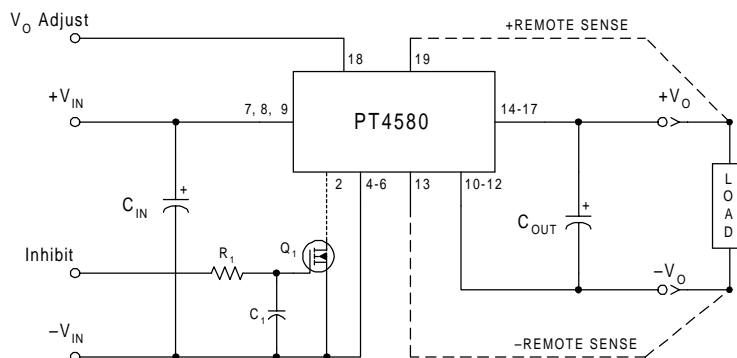 VO Adjust
+REMOTE SENSE
18
19
+VIN
7, 8, 9
PT4580
14-17
+VO
2
4-6
13
10-12
+
CIN
+
COUT
LOAD
Inhibit
R1
Q1
C1
–VO
–VIN
–REMOTE SENSE